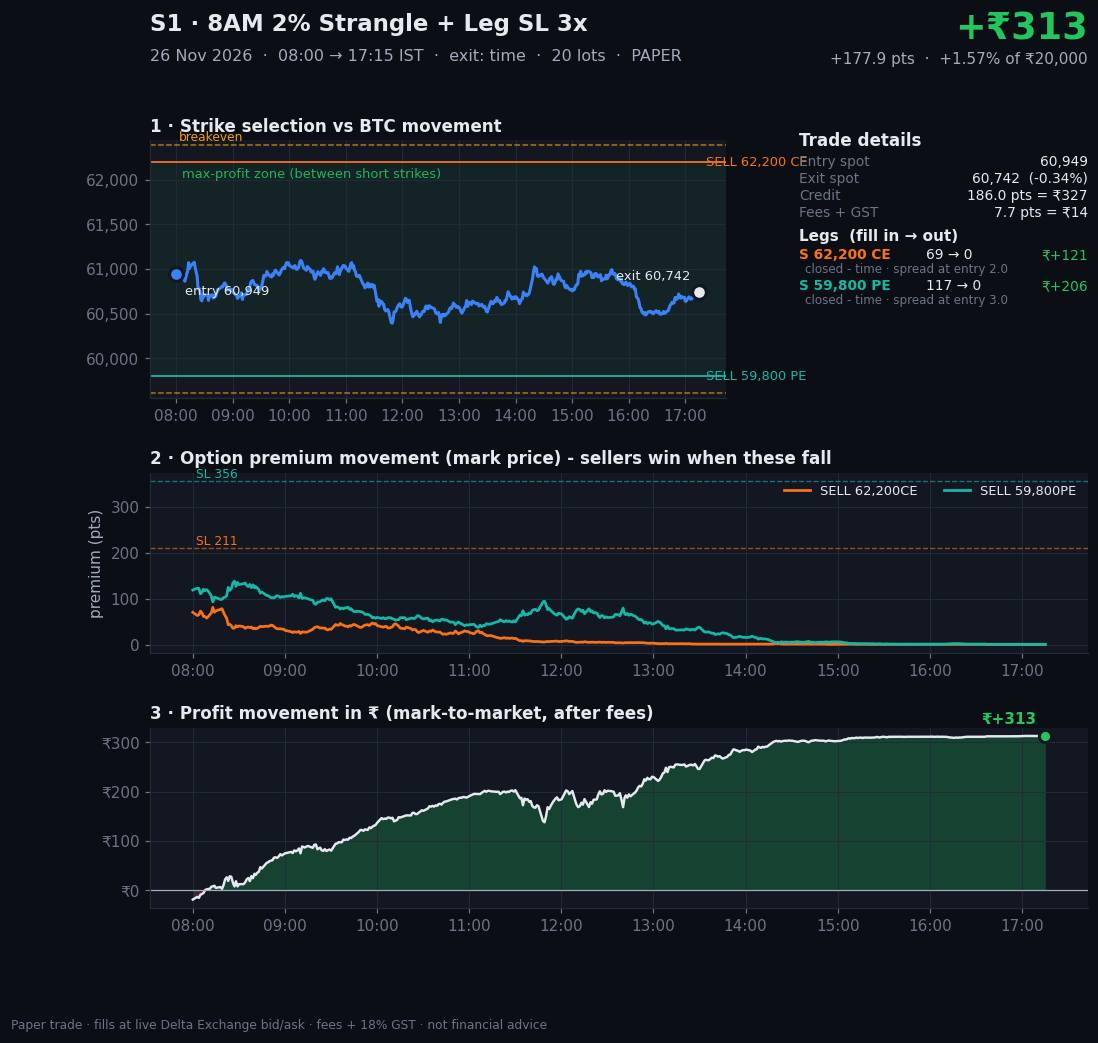 S1 · 8AM 2% Strangle + Leg SL 3x
+₹313
26 Nov 2026 · 08:00 → 17:15 IST · exit: time · 20 lots · PAPER
+177.9 pts · +1.57% of ₹20,000
1 · Strike selection vs BTC movement
breakeven
SELL 62,200 CE
max-profit zone (between short strikes)
62,000
61,500
61,000
60,500
60,000
entry 60,949
exit 60,742
SELL 59,800 PE
08:00 09:00 10:00 11:00 12:00 13:00 14:00 15:00 16:00 17:00
Trade details
Entry spot 60,949
Exit spot 60,742 (-0.34%)
Credit 186.0 pts = ₹327
Fees + GST 7.7 pts = ₹14
Legs (fill in → out)
S 62,200 CE 69 → 0 ₹+121
closed - time · spread at entry 2.0
S 59,800 PE 117 → 0 ₹+206
closed - time · spread at entry 3.0
2 · Option premium movement (mark price) - sellers win when these fall
SL 356
SELL 62,200CE SELL 59,800PE
SL 211
premium (pts)
300
200
100
0
08:00 09:00 10:00 11:00 12:00 13:00 14:00 15:00 16:00 17:00
3 · Profit movement in ₹ (mark-to-market, after fees)
₹+313
₹300
₹200
₹100
₹0
08:00 09:00 10:00 11:00 12:00 13:00 14:00 15:00 16:00 17:00
Paper trade · fills at live Delta Exchange bid/ask · fees + 18% GST · not financial advice